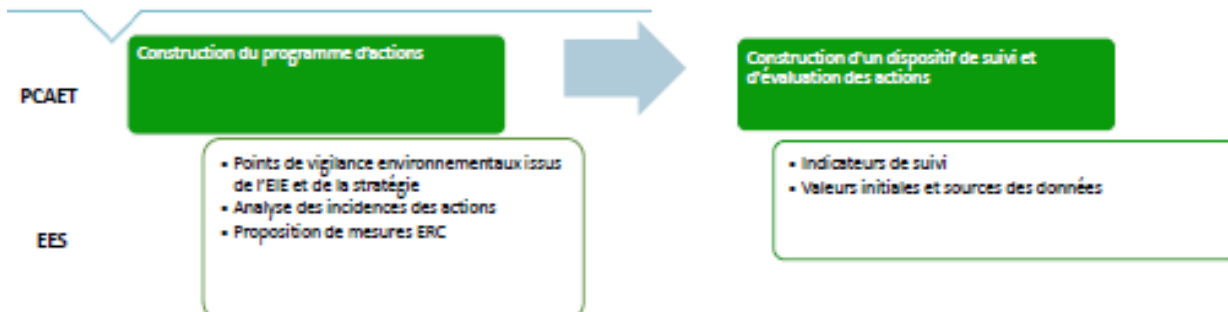 Construction du programme d'actions
Construction d'un dispositif de suivi et
d'évaluation des actions
PCAET
• Points de vigilance environnementaux issus
de l'EIE et de la stratégie
• Analyse des incidences des actions
• Proposition de mesures ERC
• Indicateurs de suivi
• Valeurs initiales et sources des données
EES